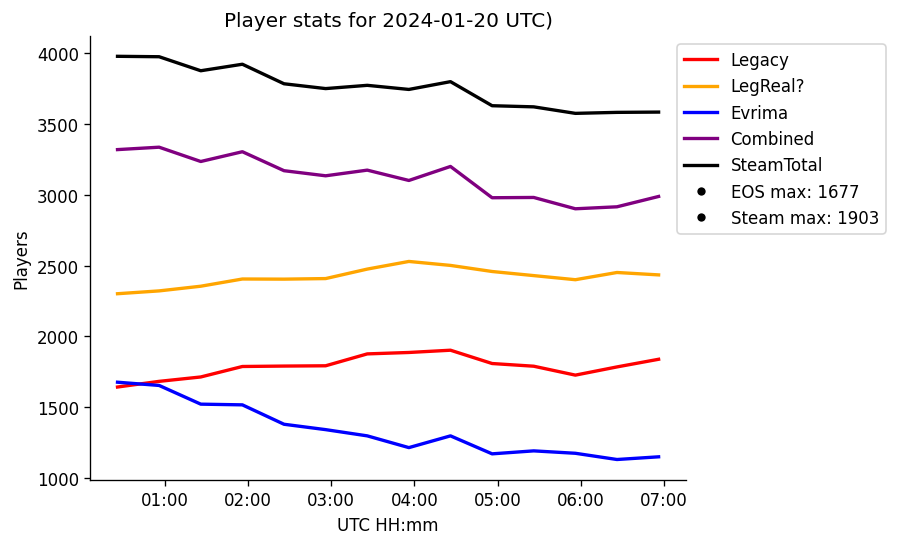 Player stats for 2024-01-20 UTC)
4000
3500
3000
2500
2000
1500
1000
Players
01:00 02:00 03:00 04:00 05:00 06:00 07:00
UTC HH:mm
Legacy
LegReal?
Evrima
Combined
SteamTotal
EOS max: 1677
Steam max: 1903